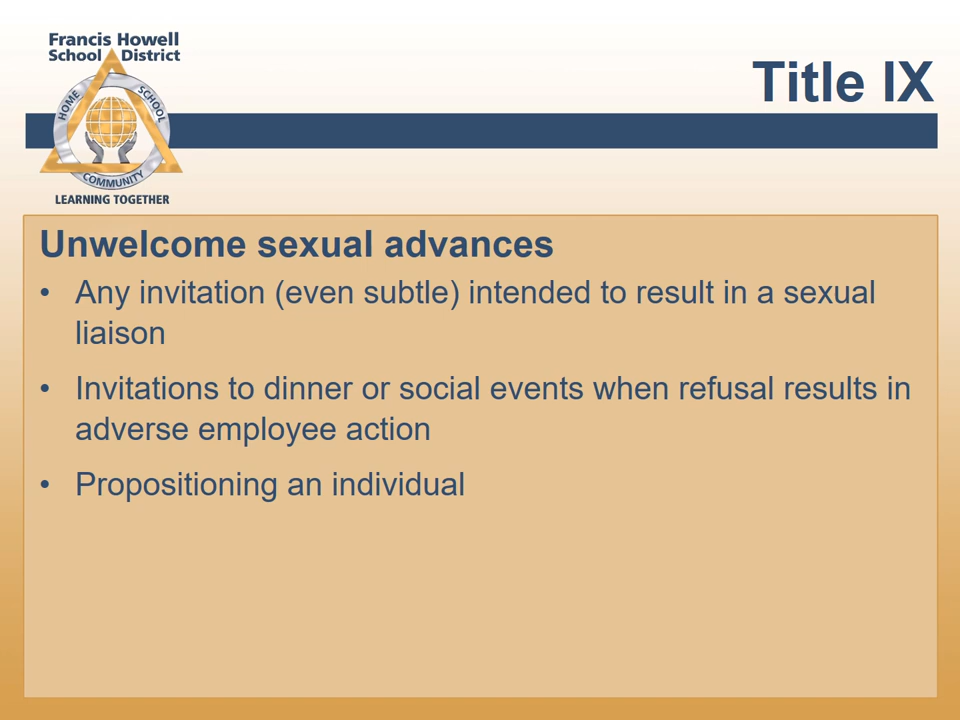 Francis Howell
School District
HOME
SCHOOL
COMMUNITY
LEARNING TOGETHER
Title IX
Unwelcome sexual advances
• Any invitation (even subtle) intended to result in a sexual
liaison
• Invitations to dinner or social events when refusal results in
adverse employee action
• Propositioning an individual